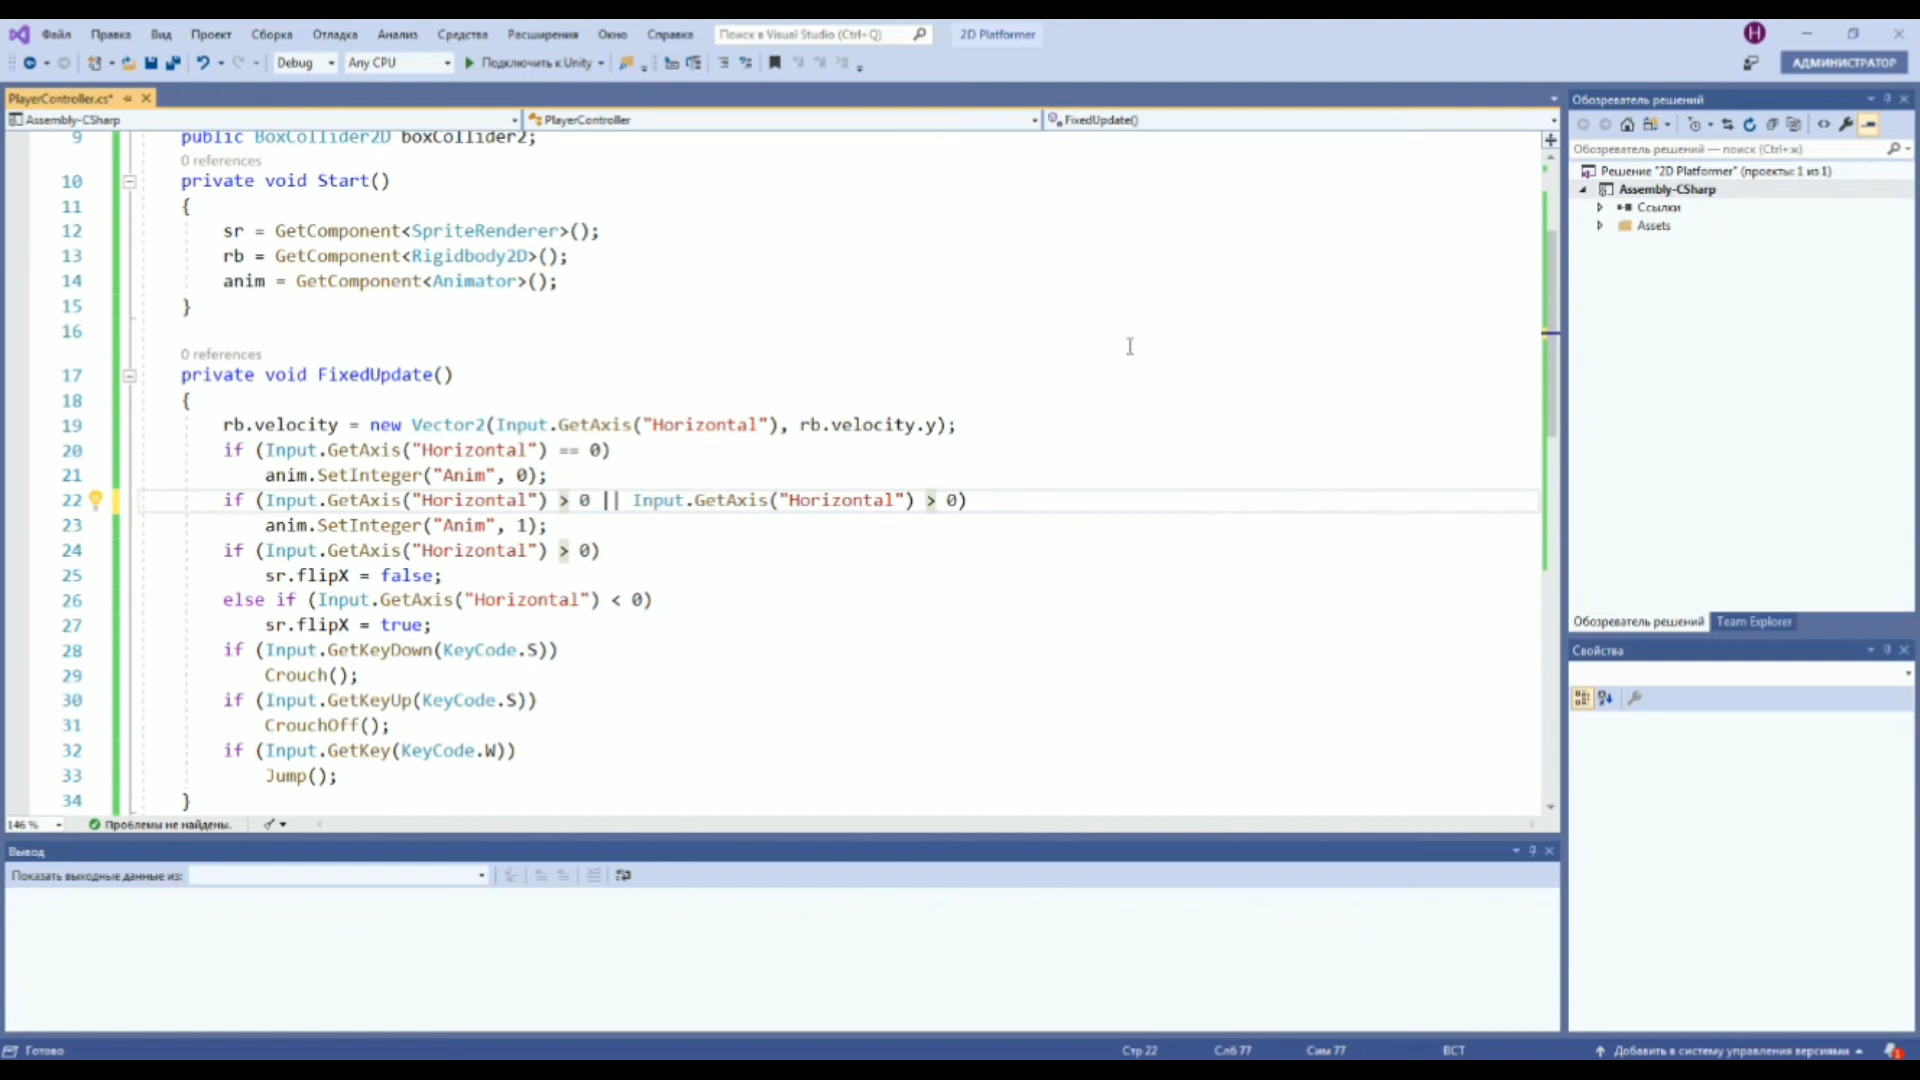 Файл Правка Вид Проект Сборка Отладка Анализ Средства Расширения Окно Справка Поиск в Visual Studio (Ctrl+Q) 2D Platformer H
Debug Any CPU Подключить к Unity АДМИНИСТРАТОР
PlayerController.cs*
Assembly-CSharp PlayerController FixedUpdate()
9 public BoxCollider2D boxCollider2;
0 references
10 private void Start()
11 {
12 sr = GetComponent<SpriteRenderer>();
13 rb = GetComponent<Rigidbody2D>();
14 anim = GetComponent<Animator>();
15 }
16
0 references
17 private void FixedUpdate()
18 {
19 rb.velocity = new Vector2(Input.GetAxis("Horizontal"), rb.velocity.y);
20 if (Input.GetAxis("Horizontal") == 0)
21 anim.SetInteger("Anim", 0);
22 if (Input.GetAxis("Horizontal") > 0 || Input.GetAxis("Horizontal") > 0)
23 anim.SetInteger("Anim", 1);
24 if (Input.GetAxis("Horizontal") > 0)
25 sr.flipX = false;
26 else if (Input.GetAxis("Horizontal") < 0)
27 sr.flipX = true;
28 if (Input.GetKeyDown(KeyCode.S))
29 Crouch();
30 if (Input.GetKeyUp(KeyCode.S))
31 CrouchOff();
32 if (Input.GetKey(KeyCode.W))
33 Jump();
34 }
146 % Проблемы не найдены.
Вывод
Показать выходные данные из:
Обозреватель решений
Обозреватель решений — поиск (Ctrl+ж)
Решение "2D Platformer" (проекты: 1 из 1)
Assembly-CSharp
Ссылки
Assets
Обозреватель решений Team Explorer
Свойства
Готово Стр 22 Слб 77 Сим 77 ВСТ Добавить в систему управления версиями 1